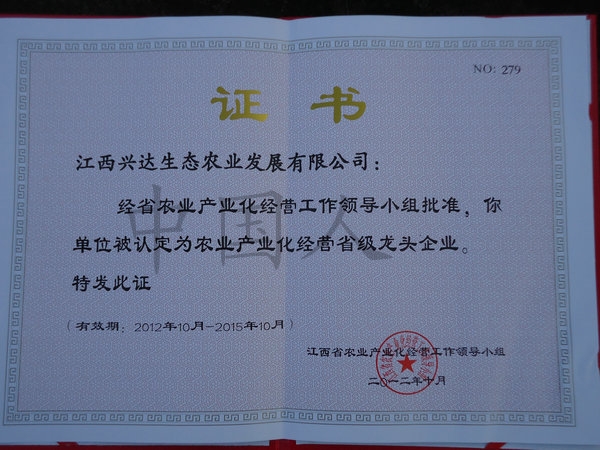 NO: 279
证书
江西兴达生态农业发展有限公司：
经省农业产业化经营工作领导小组批准，你
单位被认定为农业产业化经营省级龙头企业。
特发此证
中国人
（有效期：2012年10月-2015年10月）
江西省农业产业化经营工作领导小组
二〇一二年十月